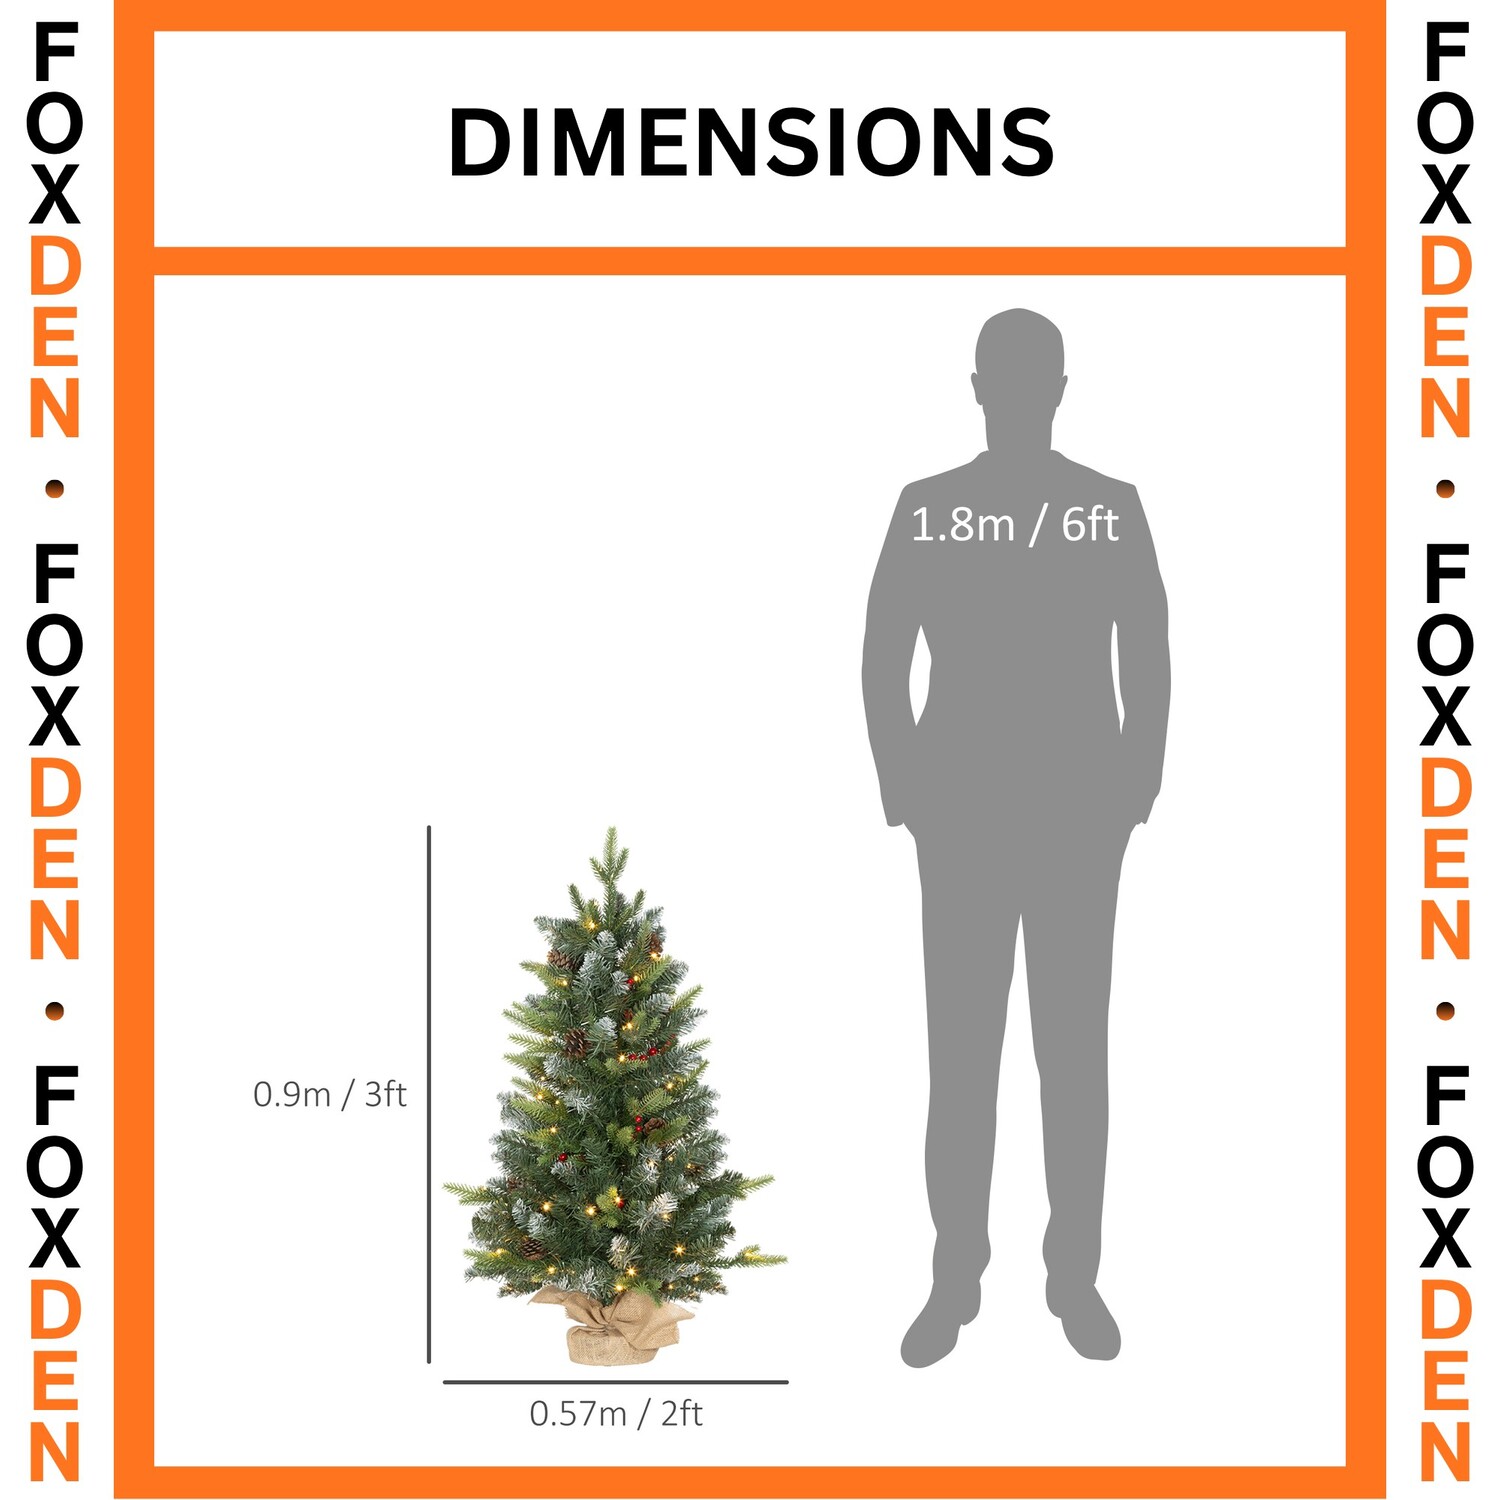 FOXDEN • FOXDEN • FOXDEN
DIMENSIONS
1.8m / 6ft
0.9m / 3ft
0.57m / 2ft
FOXDEN • FOXDEN • FOXDEN